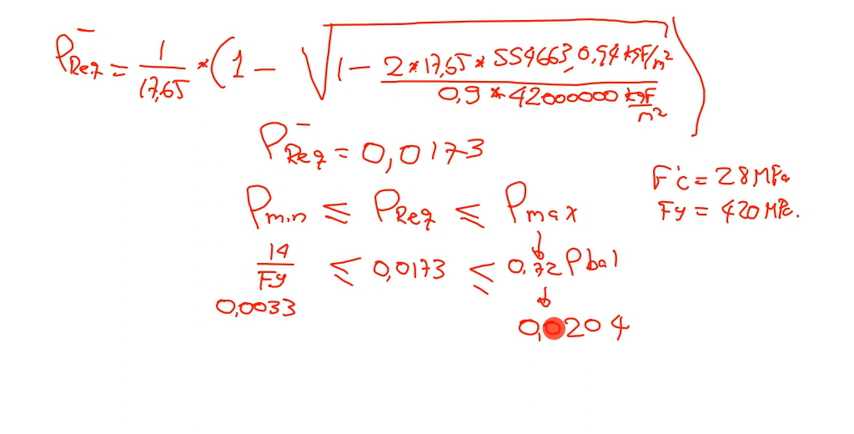 ρ⁻Req = 1/17,65 * (1 - √(1 - (2*17,65*554663,0,94 kgF/m²)/(0,9*42000000 kgF/m²)))
ρ⁻Req = 0,0173
F'c = 28 MPa
ρmin ≤ ρReq ≤ ρmax
Fy = 420 MPa.
14/Fy ≤ 0,0173 ≤ 0.72 ρbal
0,0033
0,0204